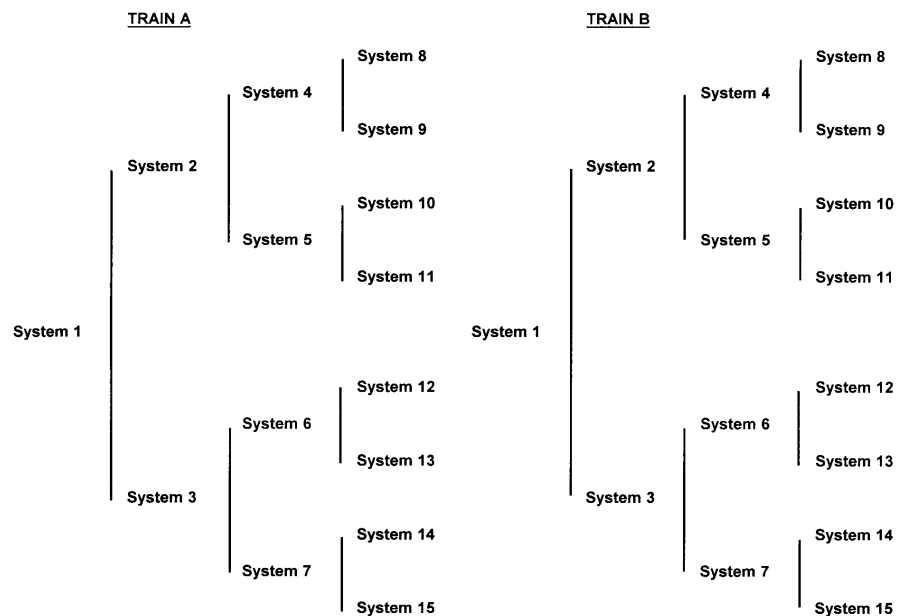 TRAIN A
System 8
System 4
System 9
System 2
System 10
System 5
System 11
System 1
System 12
System 6
System 13
System 3
System 14
System 7
System 15
TRAIN B
System 8
System 4
System 9
System 2
System 10
System 5
System 11
System 1
System 12
System 6
System 13
System 3
System 14
System 7
System 15